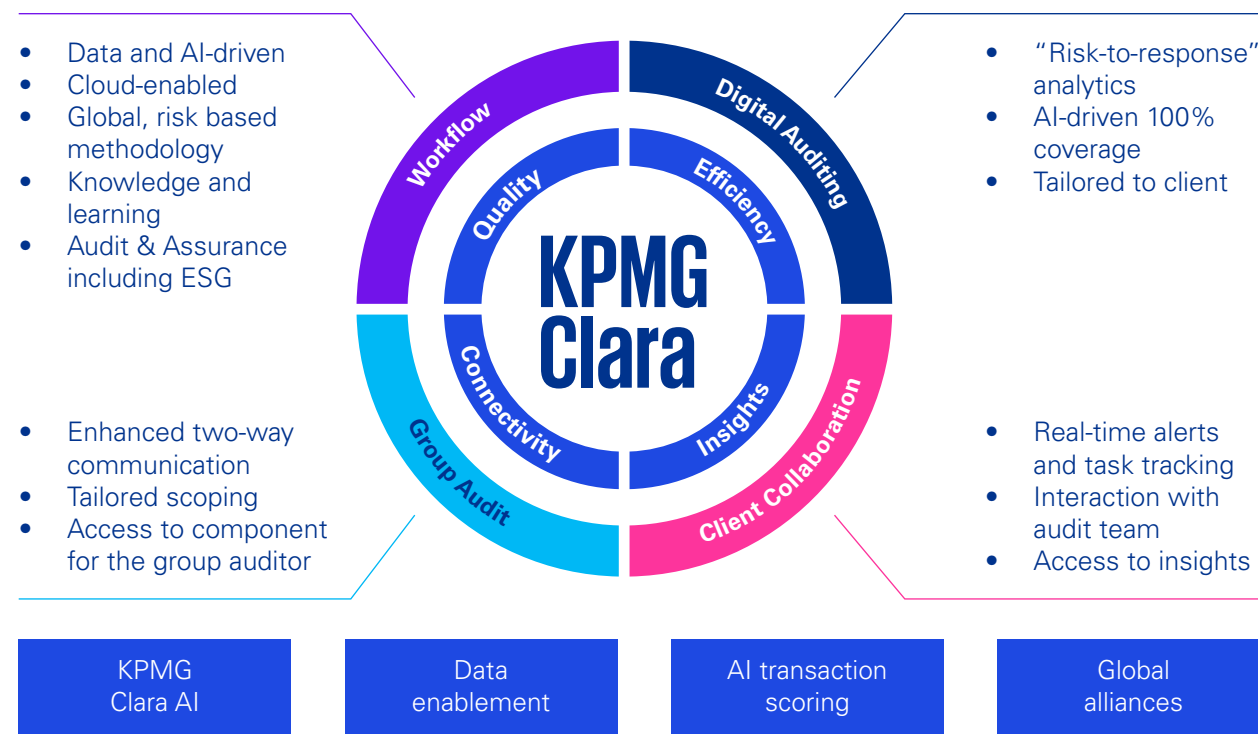 • Data and AI-driven
• Cloud-enabled
• Global, risk based
methodology
• Knowledge and
learning
• Audit & Assurance
including ESG
Workflow
Digital Auditing
Quality
Efficiency
KPMG
Clara
Connectivity
Insights
Group Audit
Client Collaboration
• “Risk-to-response”
analytics
• AI-driven 100%
coverage
• Tailored to client
• Enhanced two-way
communication
• Tailored scoping
• Access to component
for the group auditor
• Real-time alerts
and task tracking
• Interaction with
audit team
• Access to insights
KPMG
Clara AI
Data
enablement
AI transaction
scoring
Global
alliances